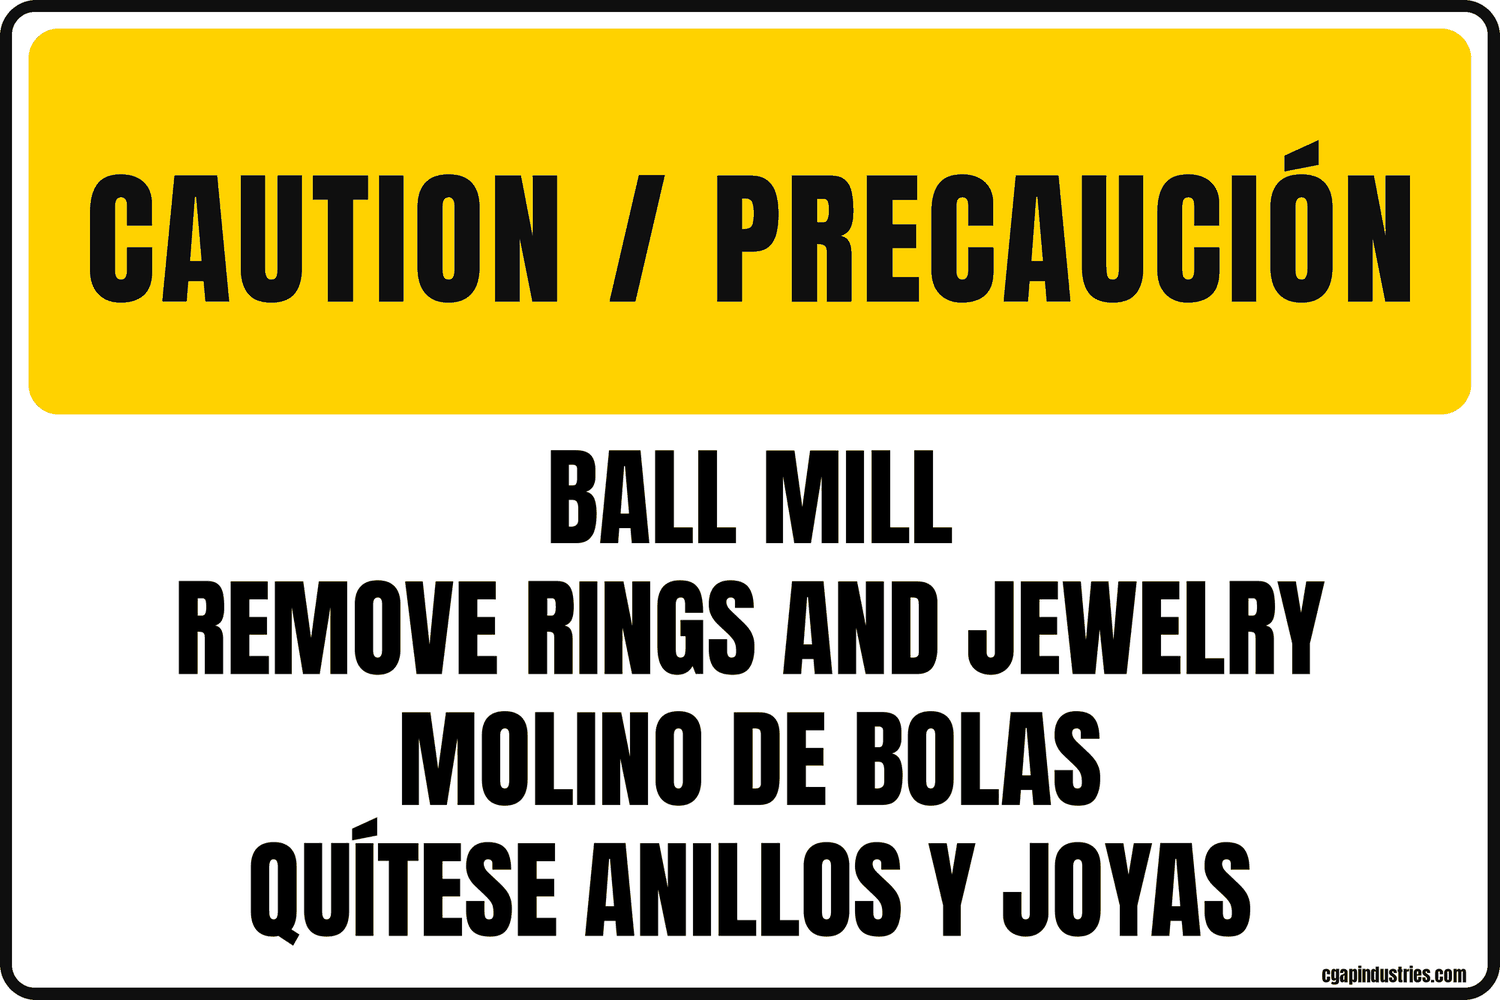 CAUTION / PRECAUCIÓN
BALL MILL
REMOVE RINGS AND JEWELRY
MOLINO DE BOLAS
QUÍTESE ANILLOS Y JOYAS
cgapindustries.com